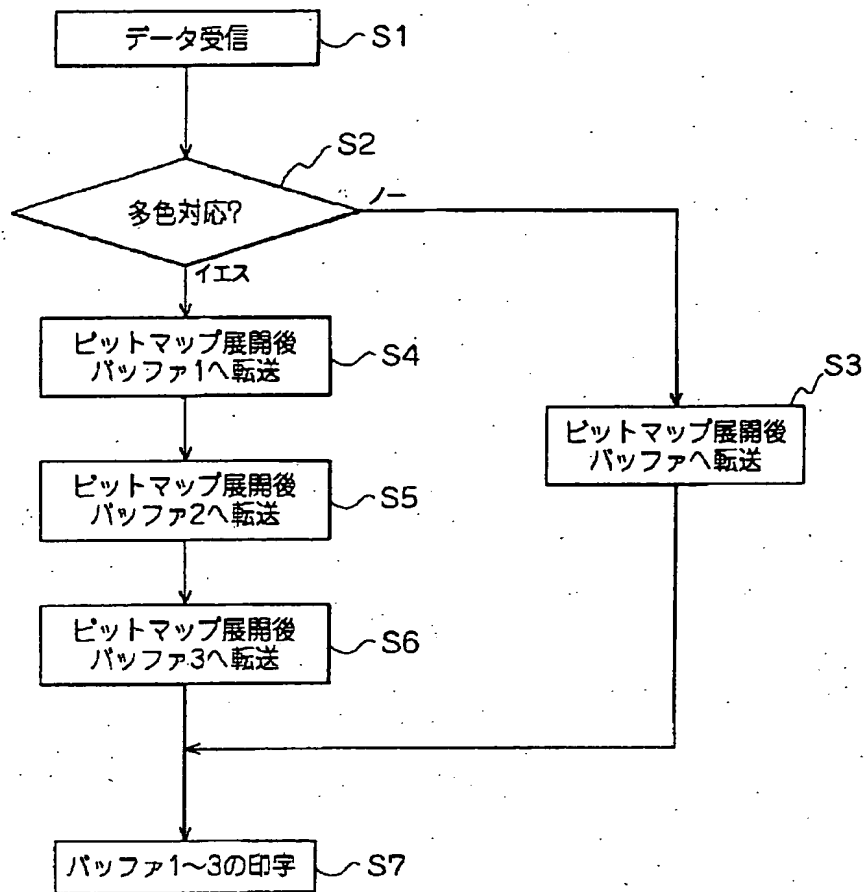 データ受信
S1
S2
多色対応?
ノー
イエス
ビットマップ展開後
バッファ1へ転送
S4
S3
ビットマップ展開後
バッファへ転送
ビットマップ展開後
バッファ2へ転送
S5
ビットマップ展開後
バッファ3へ転送
S6
バッファ1〜3の印字
S7